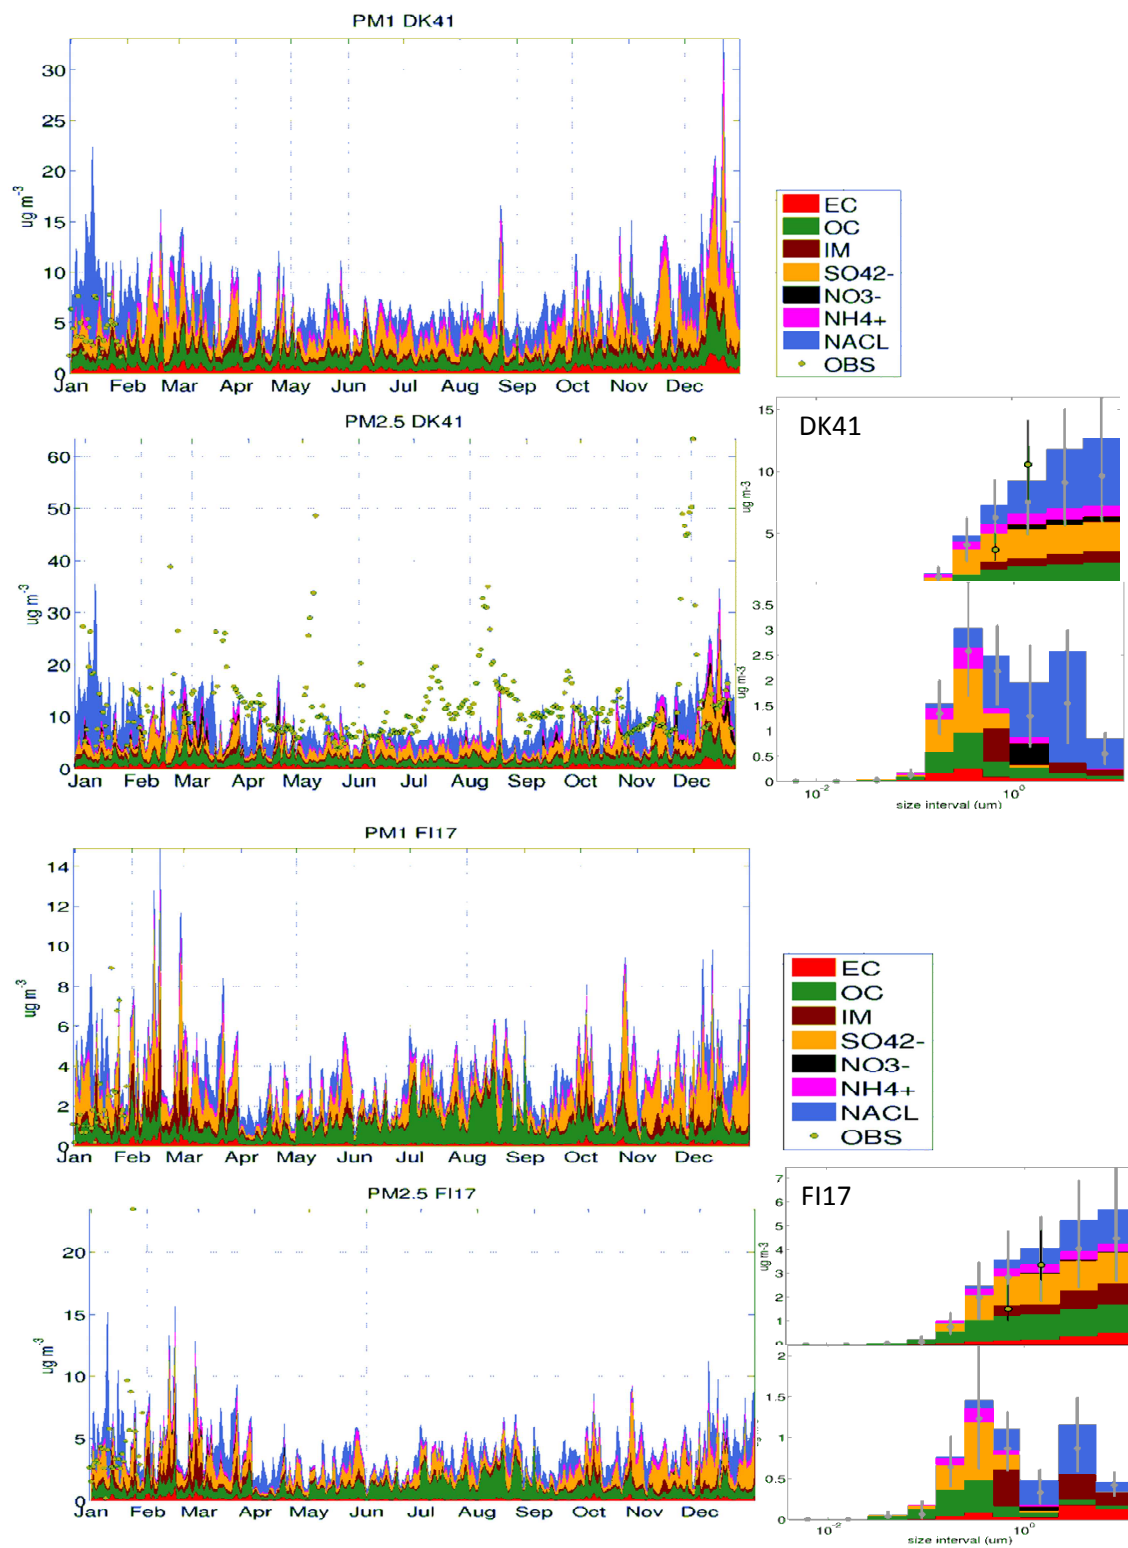 PM1 DK41
30
25
20
15
10
5
0
ug m-3
Jan Feb Mar Apr May Jun Jul Aug Sep Oct Nov Dec
EC
OC
IM
SO42-
NO3-
NH4+
NACL
OBS
PM2.5 DK41
60
50
40
30
20
10
0
ug m-3
Jan Feb Mar Apr May Jun Jul Aug Sep Oct Nov Dec
DK41
15
10
5
ug m-3
3.5
3
2.5
2
1.5
1
0.5
0
ug m-3
10-2 100
size interval (um)
PM1 FI17
14
12
10
8
6
4
2
0
ug m-3
Jan Feb Mar Apr May Jun Jul Aug Sep Oct Nov Dec
EC
OC
IM
SO42-
NO3-
NH4+
NACL
OBS
PM2.5 FI17
20
15
10
5
0
ug m-3
Jan Feb Mar Apr May Jun Jul Aug Sep Oct Nov Dec
FI17
7
6
5
4
3
2
1
0
ug m-3
2
1.5
1
0.5
0
10-2 100
size interval (um)